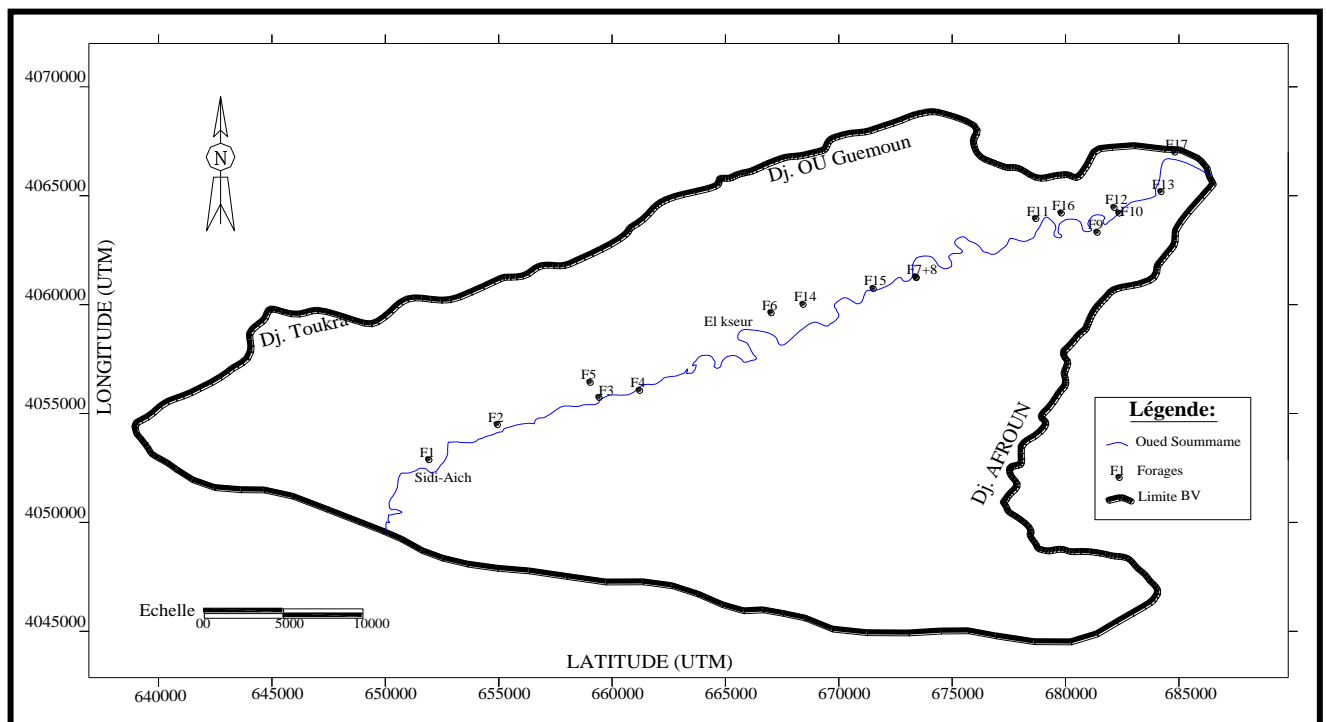 4070000
4065000
4060000
4055000
4050000
4045000
LONGITUDE (UTM)
N
Dj. OU Guemoun
Dj. Toukra
Dj. AFROUN
F17
F13
F12
F10
F16
F11
F9
F7+8
F15
F14
F6
El kseur
F5
F3
F4
F2
F1
Sidi-Aich
Légende:
Oued Soummame
F1 Forages
Limite BV
Echelle
00 5000 10000
LATITUDE (UTM)
640000 645000 650000 655000 660000 665000 670000 675000 680000 685000